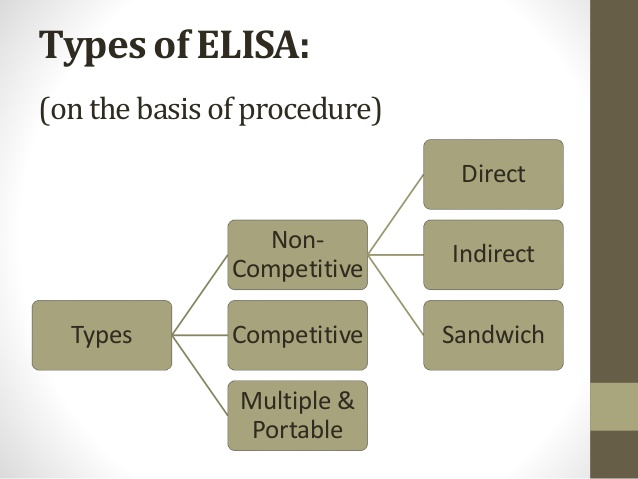 Types of ELISA:
(on the basis of procedure)
Types
Non-
Competitive
Competitive
Multiple &
Portable
Direct
Indirect
Sandwich